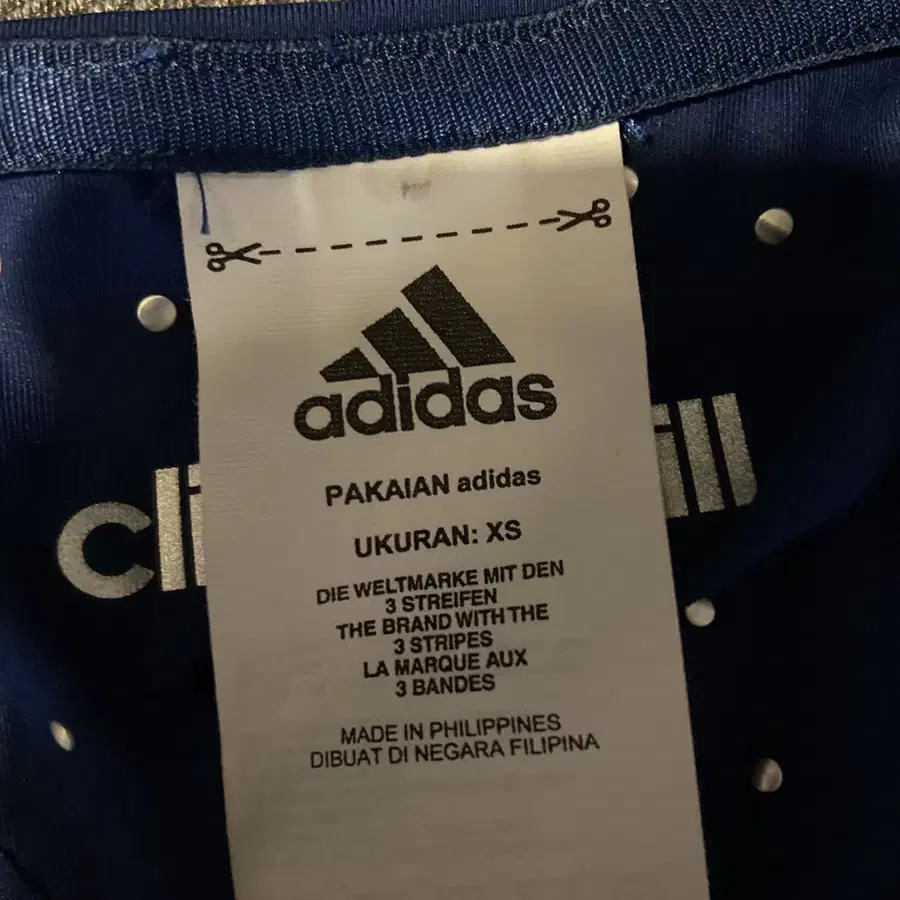 adidas
PAKAIAN adidas
UKURAN: XS
DIE WELTMARKE MIT DEN
3 STREIFEN
THE BRAND WITH THE
3 STRIPES
LA MARQUE AUX
3 BANDES
MADE IN PHILIPPINES
DIBUAT DI NEGARA FILIPINA